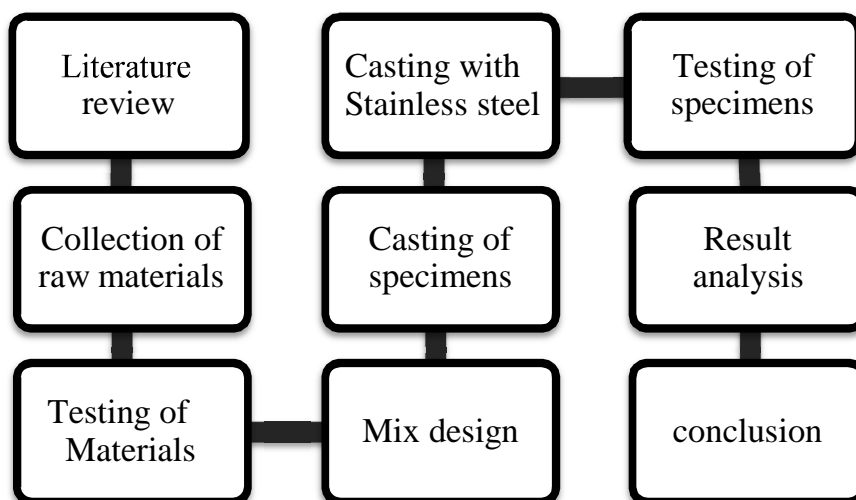 Literature
review
Collection of
raw materials
Testing of
Materials
Mix design
Casting of
specimens
Casting with
Stainless steel
Testing of
specimens
Result
analysis
conclusion